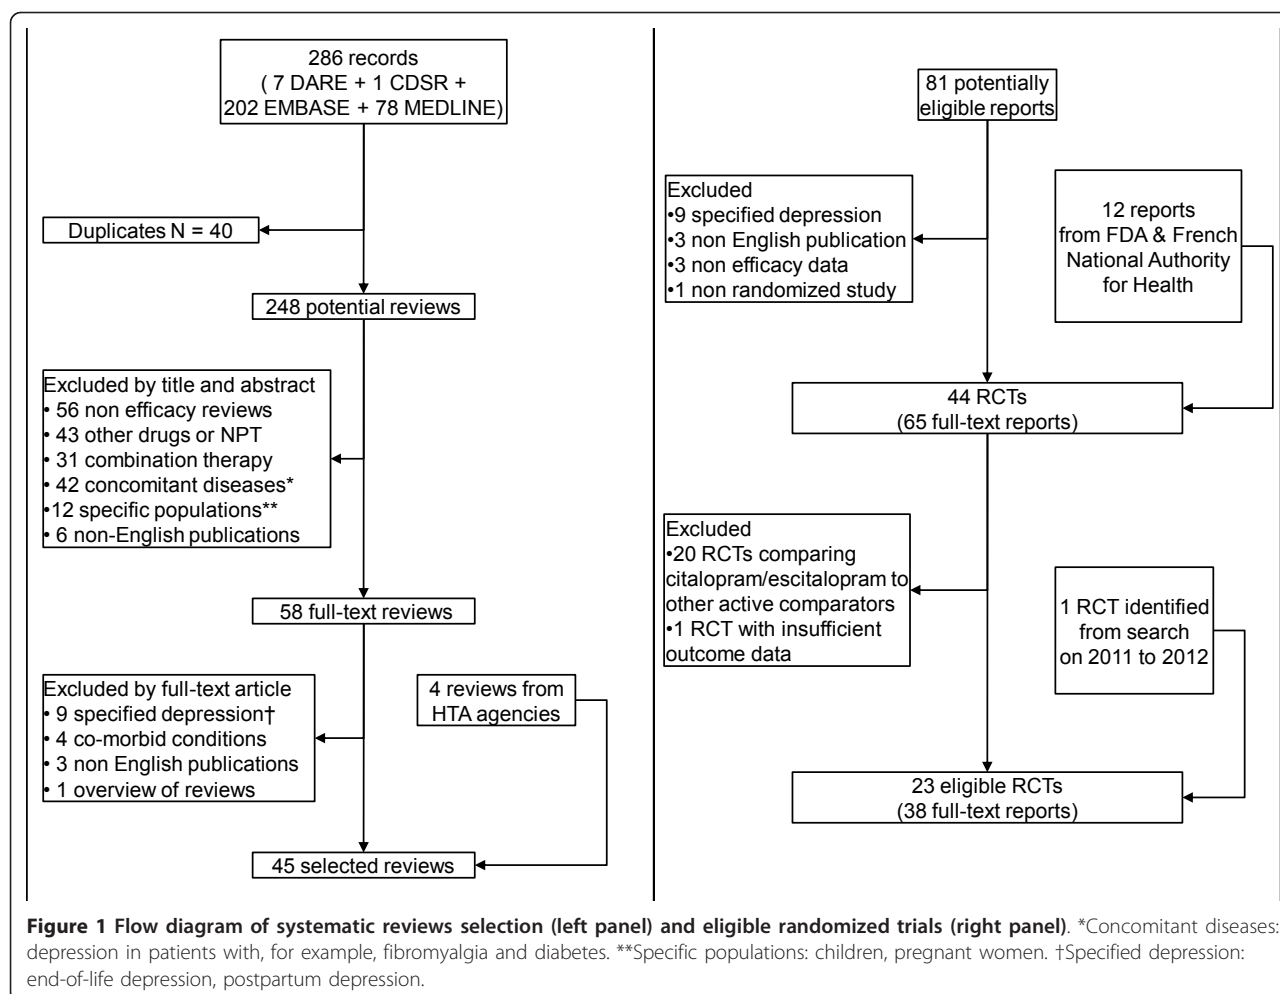 286 records
( 7 DARE + 1 CDSR +
202 EMBASE + 78 MEDLINE)
Duplicates N = 40
248 potential reviews
Excluded by title and abstract
• 56 non efficacy reviews
• 43 other drugs or NPT
• 31 combination therapy
• 42 concomitant diseases*
•12 specific populations**
• 6 non-English publications
58 full-text reviews
Excluded by full-text article
• 9 specified depression†
• 4 co-morbid conditions
• 3 non English publications
• 1 overview of reviews
4 reviews from
HTA agencies
45 selected reviews
81 potentially
eligible reports
Excluded
•9 specified depression
•3 non English publication
•3 non efficacy data
•1 non randomized study
12 reports
from FDA & French
National Authority
for Health
44 RCTs
(65 full-text reports)
Excluded
•20 RCTs comparing
citalopram/escitalopram to
other active comparators
•1 RCT with insufficient
outcome data
1 RCT identified
from search
on 2011 to 2012
23 eligible RCTs
(38 full-text reports)
Figure 1 Flow diagram of systematic reviews selection (left panel) and eligible randomized trials (right panel). *Concomitant diseases:
depression in patients with, for example, fibromyalgia and diabetes. **Specific populations: children, pregnant women. †Specified depression:
end-of-life depression, postpartum depression.